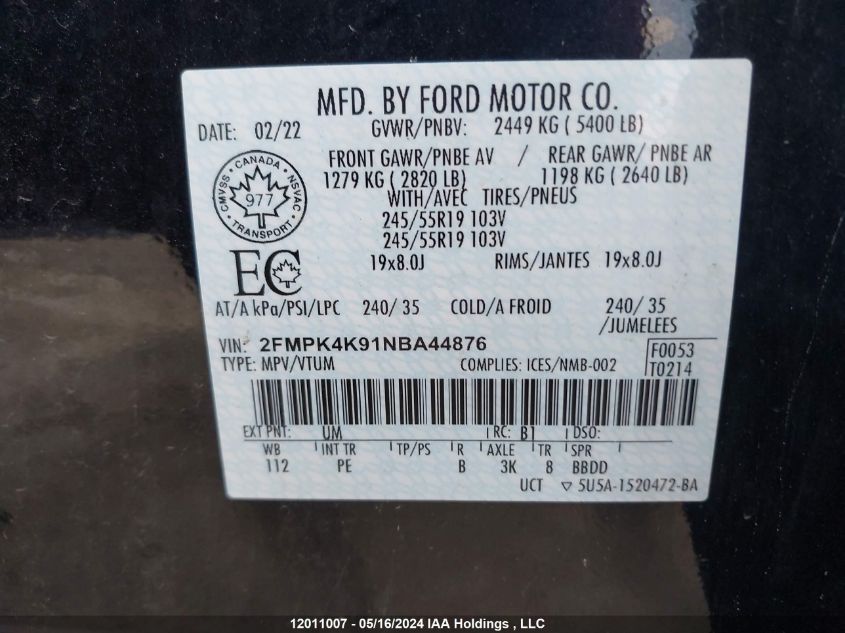 MFD. BY FORD MOTOR CO.
DATE: 02/22 GVWR/PNBV: 2449 KG ( 5400 LB)
FRONT GAWR/PNBE AV / REAR GAWR/ PNBE AR
1279 KG ( 2820 LB) 1198 KG ( 2640 LB)
WITH/AVEC TIRES/PNEUS
245/55R19 103V
245/55R19 103V
19x8.0J RIMS/JANTES 19x8.0J
CANADA
CMVSS NSVAC
977
TRANSPORT
EC
AT/A kPa/PSI/LPC 240/ 35 COLD/A FROID 240/ 35
/JUMELEES
VIN: 2FMPK4K91NBA44876 F0053
TYPE: MPV/VTUM COMPLIES: ICES/NMB-002 T0214
EXT PNT: UM RC: B1 DSO:
WB INT TR TP/PS R AXLE TR SPR
112 PE B 3K 8 BBDD
UCT ▽ 5U5A-1520472-BA
12011007 - 05/16/2024 IAA Holdings , LLC